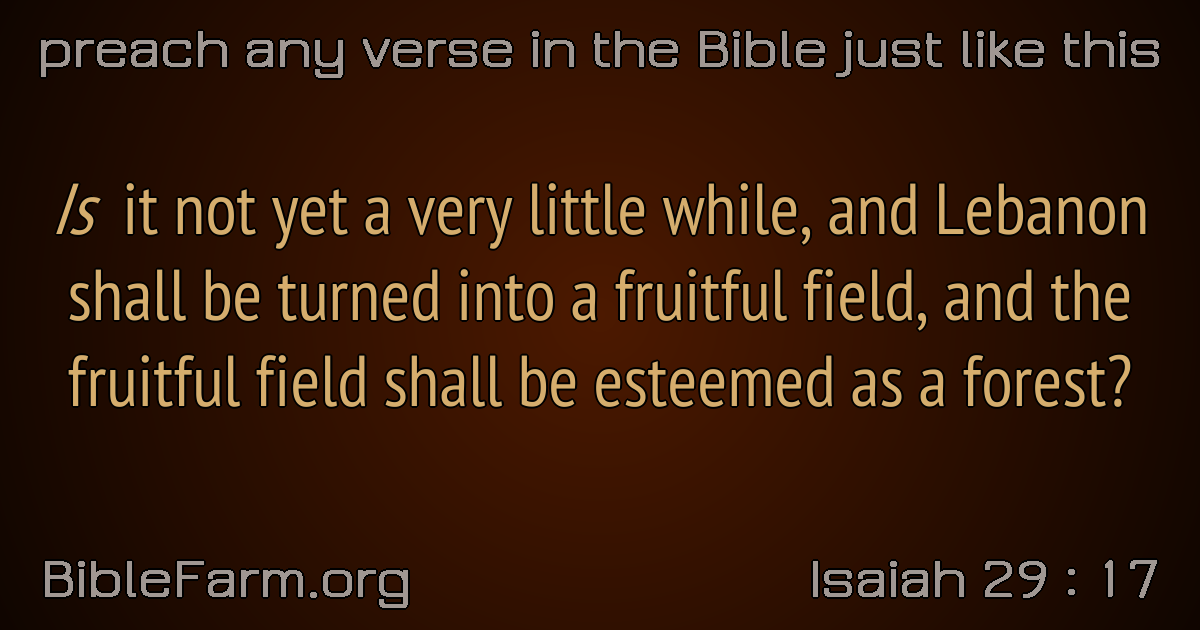 preach any verse in the Bible just like this
Is it not yet a very little while, and Lebanon
shall be turned into a fruitful field, and the
fruitful field shall be esteemed as a forest?
BibleFarm.org
Isaiah 29 : 17